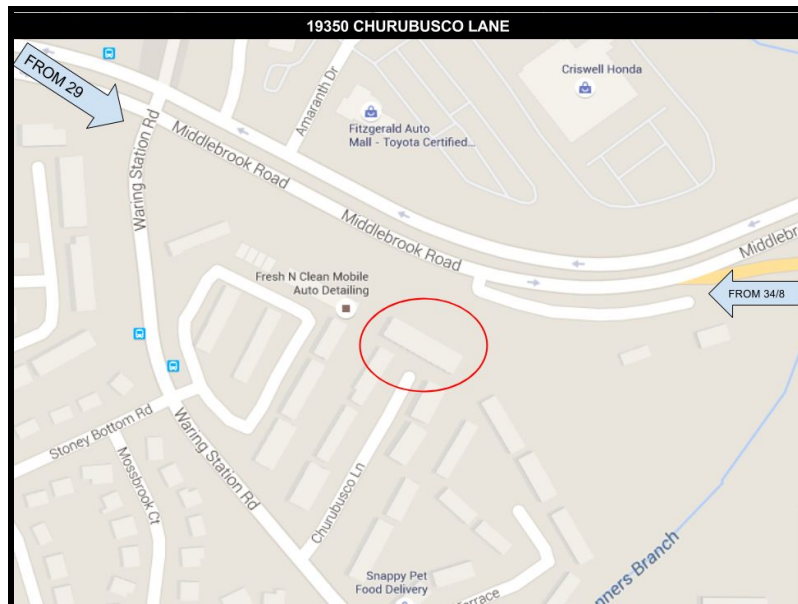 19350 CHURUBUSCO LANE
FROM 29
Criswell Honda
Amaranth Dr
Fitzgerald Auto
Mall - Toyota Certified...
Waring Station Rd
Middlebrook Road
Middlebrook Road
Middlebr
FROM 34/8
Fresh N Clean Mobile
Auto Detailing
Stoney Bottom Rd
Mossbrook Ct
Waring Station Rd
Churubusco Ln
Snappy Pet
Food Delivery
errace
nners Branch